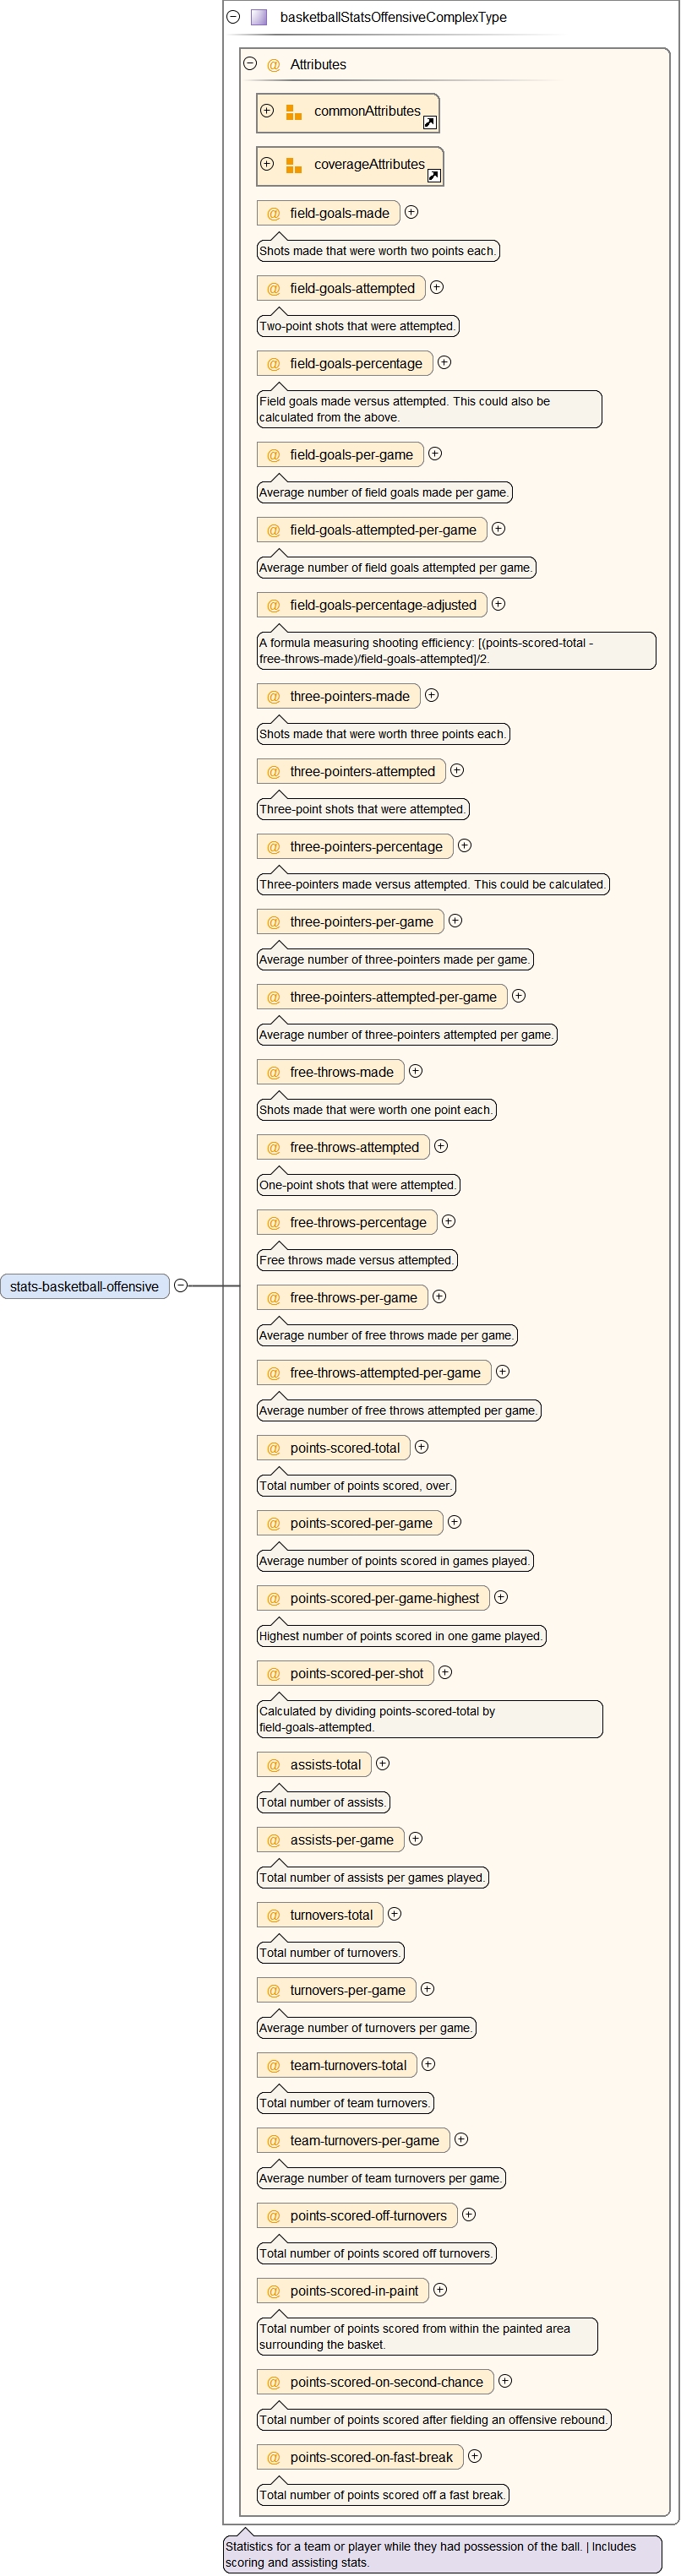 basketballStatsOffensiveComplexType
@ Attributes
commonAttributes
coverageAttributes
@ field-goals-made
Shots made that were worth two points each.
@ field-goals-attempted
Two-point shots that were attempted.
@ field-goals-percentage
Field goals made versus attempted. This could also be
calculated from the above.
@ field-goals-per-game
Average number of field goals made per game.
@ field-goals-attempted-per-game
Average number of field goals attempted per game.
@ field-goals-percentage-adjusted
A formula measuring shooting efficiency: [(points-scored-total -
free-throws-made)/field-goals-attempted]/2.
@ three-pointers-made
Shots made that were worth three points each.
@ three-pointers-attempted
Three-point shots that were attempted.
@ three-pointers-percentage
Three-pointers made versus attempted. This could be calculated.
@ three-pointers-per-game
Average number of three-pointers made per game.
@ three-pointers-attempted-per-game
Average number of three-pointers attempted per game.
@ free-throws-made
Shots made that were worth one point each.
@ free-throws-attempted
One-point shots that were attempted.
@ free-throws-percentage
Free throws made versus attempted.
stats-basketball-offensive
@ free-throws-per-game
Average number of free throws made per game.
@ free-throws-attempted-per-game
Average number of free throws attempted per game.
@ points-scored-total
Total number of points scored, over.
@ points-scored-per-game
Average number of points scored in games played.
@ points-scored-per-game-highest
Highest number of points scored in one game played.
@ points-scored-per-shot
Calculated by dividing points-scored-total by
field-goals-attempted.
@ assists-total
Total number of assists.
@ assists-per-game
Total number of assists per games played.
@ turnovers-total
Total number of turnovers.
@ turnovers-per-game
Average number of turnovers per game.
@ team-turnovers-total
Total number of team turnovers.
@ team-turnovers-per-game
Average number of team turnovers per game.
@ points-scored-off-turnovers
Total number of points scored off turnovers.
@ points-scored-in-paint
Total number of points scored from within the painted area
surrounding the basket.
@ points-scored-on-second-chance
Total number of points scored after fielding an offensive rebound.
@ points-scored-on-fast-break
Total number of points scored off a fast break.
Statistics for a team or player while they had possession of the ball. | Includes
scoring and assisting stats.